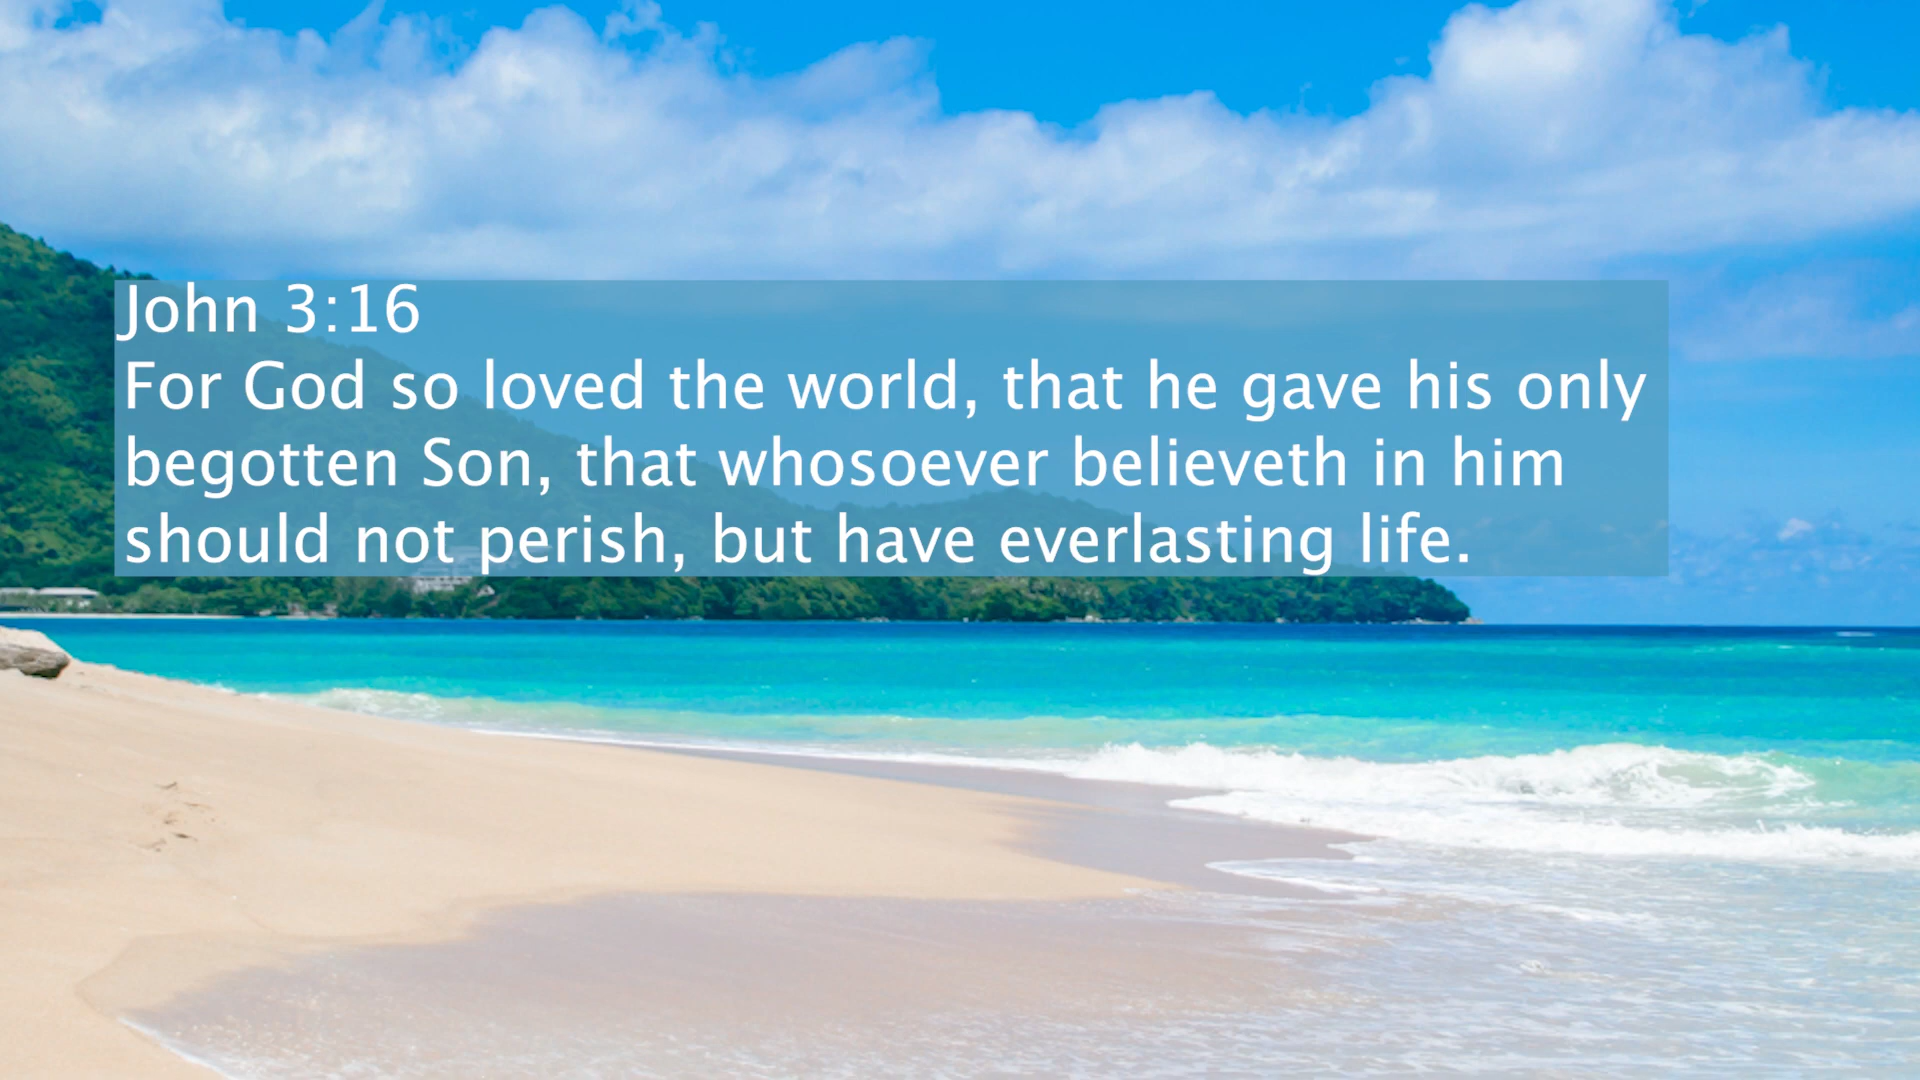 John 3:16
For God so loved the world, that he gave his only
begotten Son, that whosoever believeth in him
should not perish, but have everlasting life.